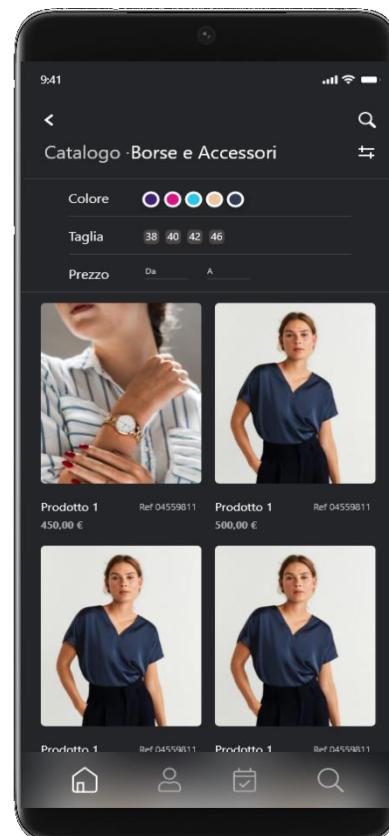 9:41
Catalogo · Borse e Accessori
Colore
Taglia 38 40 42 46
Prezzo Da A
Prodotto 1 Ref 04559811
450,00 €
Prodotto 1 Ref 04559811
500,00 €
Prodotto 1 Ref 04559811
Prodotto 1 Ref 04559811